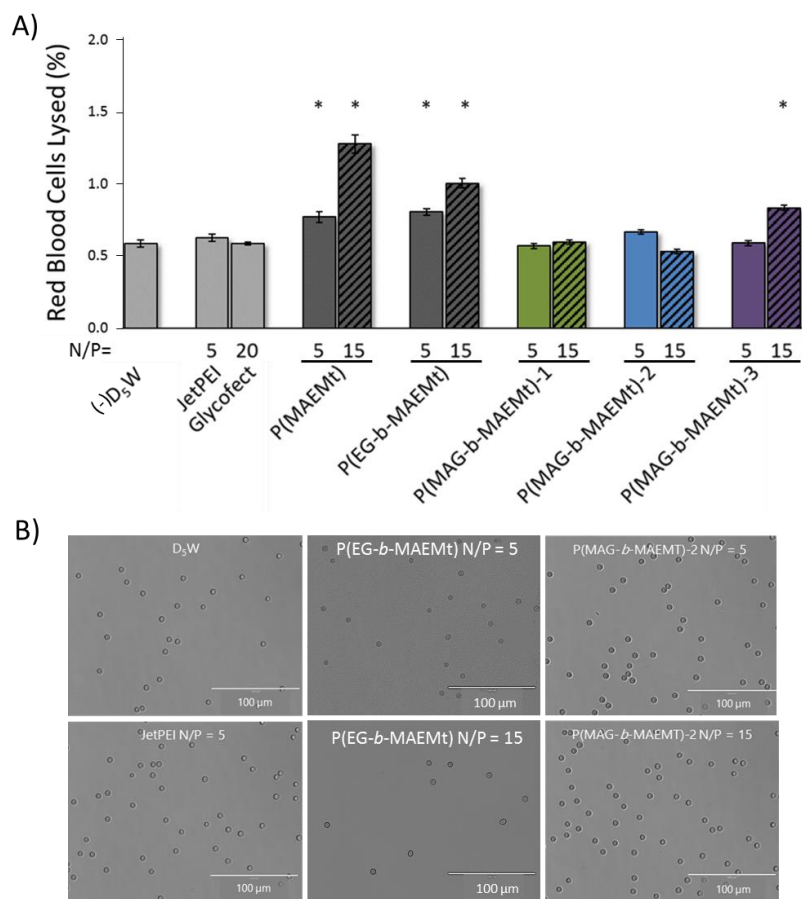 A)
Red Blood Cells Lysed (%)
2.0
1.5
1.0
0.5
0.0
* * * * *
N/P= 5 20 5 15 5 15 5 15 5 15 5 15
(-)D₅W
JetPEI
Glycofect
P(MAEMt)
P(EG-b-MAEMt)
P(MAG-b-MAEMt)-1
P(MAG-b-MAEMt)-2
P(MAG-b-MAEMt)-3
B)
D₅W
100 µm
P(EG-b-MAEMt) N/P = 5
100 µm
P(MAG-b-MAEMT)-2 N/P = 5
100 µm
JetPEI N/P = 5
100 µm
P(EG-b-MAEMt) N/P = 15
100 µm
P(MAG-b-MAEMT)-2 N/P = 15
100 µm